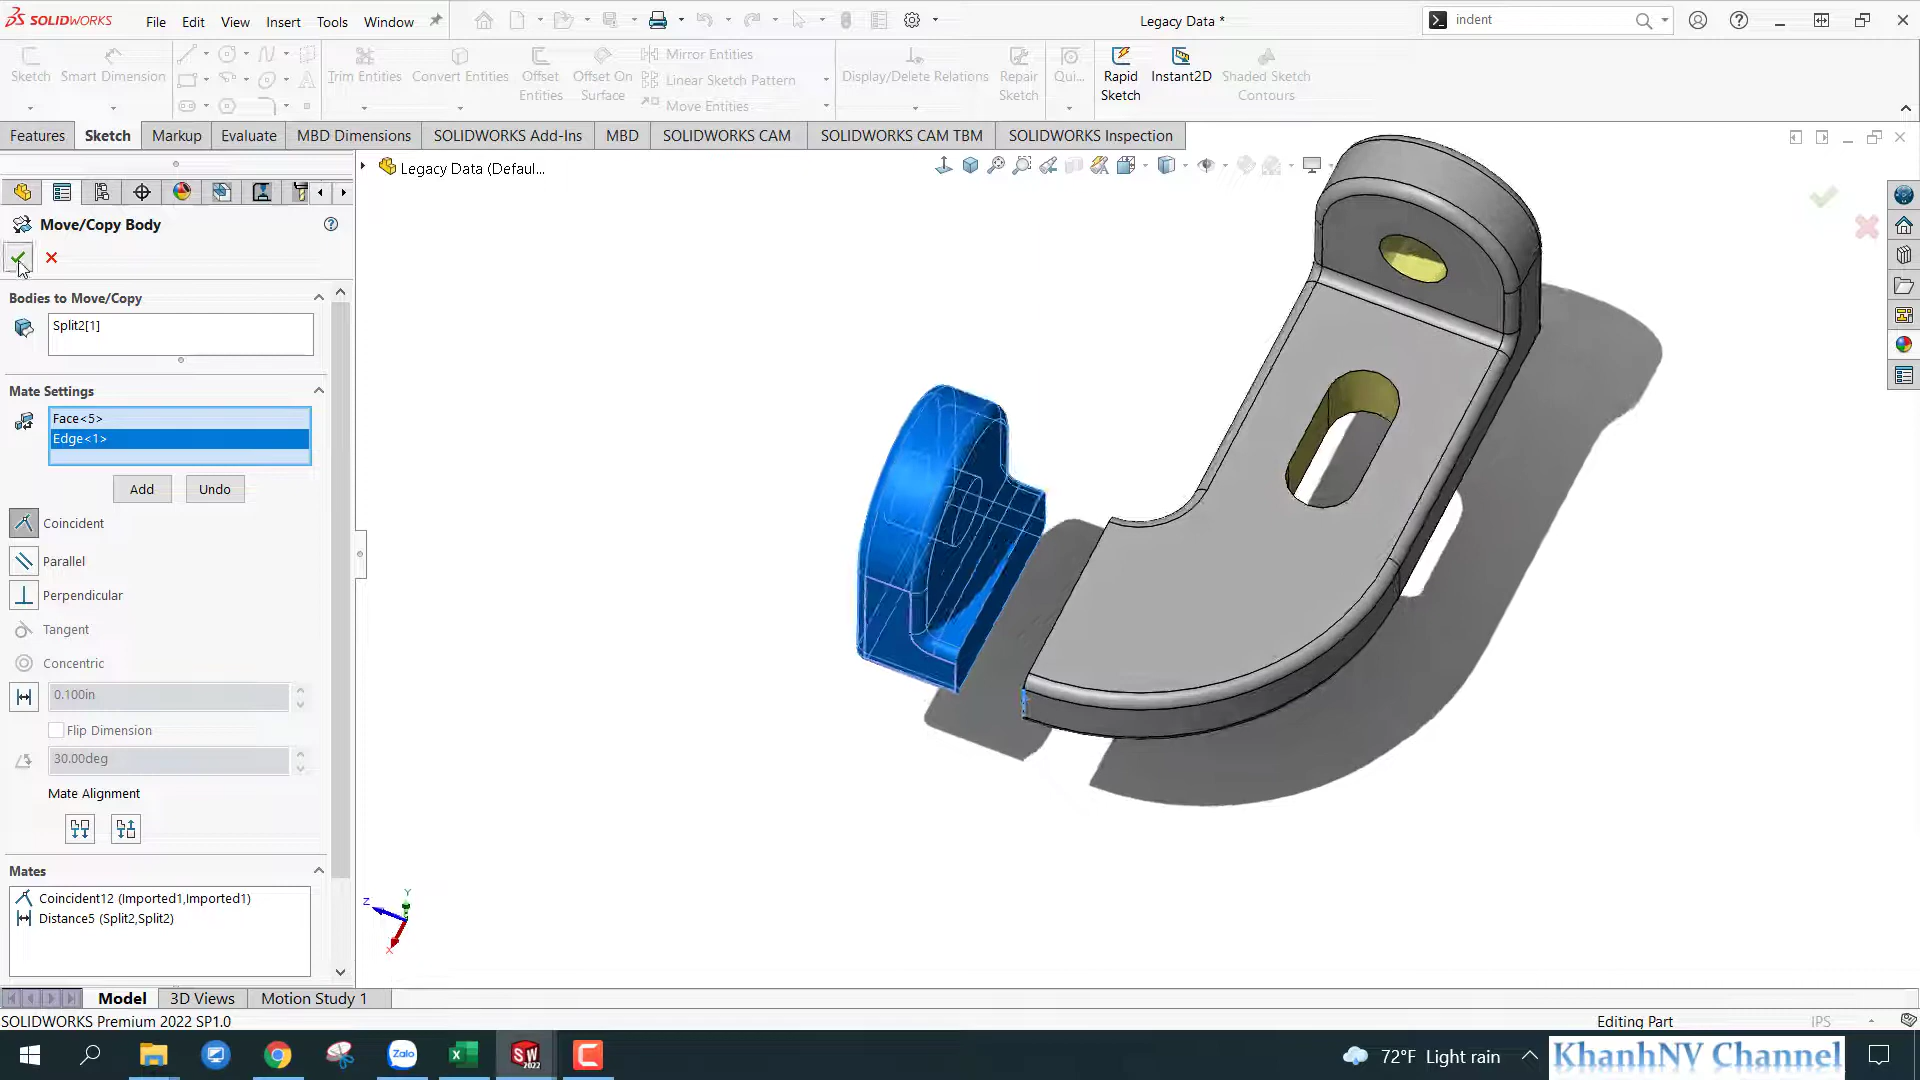 SOLIDWORKS
File Edit View Insert Tools Window
Legacy Data *
indent
Sketch Smart Dimension Trim Entities Convert Entities Offset Entities Offset On Surface
Mirror Entities
Linear Sketch Pattern
Move Entities
Display/Delete Relations Repair Sketch Qui... Rapid Sketch Instant2D Shaded Sketch Contours
Features Sketch Markup Evaluate MBD Dimensions SOLIDWORKS Add-Ins MBD SOLIDWORKS CAM SOLIDWORKS CAM TBM SOLIDWORKS Inspection
Legacy Data (Defaul...
Move/Copy Body
Bodies to Move/Copy
Split2[1]
Mate Settings
Face<5>
Edge<1>
Add Undo
Coincident
Parallel
Perpendicular
Tangent
Concentric
0.100in
Flip Dimension
30.00deg
Mate Alignment
Mates
Coincident12 (Imported1,Imported1)
Distance5 (Split2,Split2)
Y
Z
X
Model 3D Views Motion Study 1
SOLIDWORKS Premium 2022 SP1.0
Editing Part
IPS
Zalo
SW
2022
72°F Light rain
KhanhNV Channel